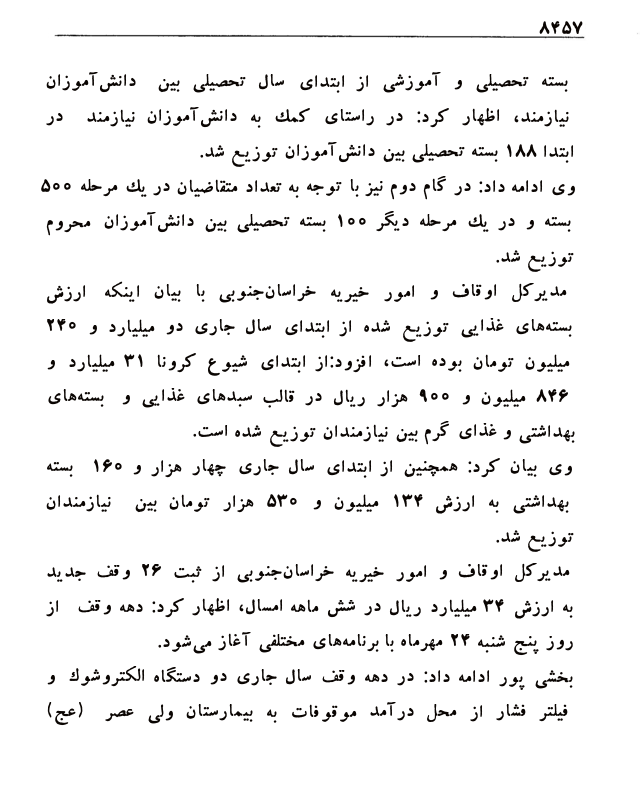 ۸۴۵۷
بسته تحصیلی و آموزشی از ابتدای سال تحصیلی بین دانش‌آموزان
نیازمند، اظهار کرد: در راستای کمک به دانش‌آموزان نیازمند در
ابتدا ۱۸۸ بسته تحصیلی بین دانش‌آموزان توزیع شد.
وی ادامه داد: در گام دوم نیز با توجه به تعداد متقاضیان در یک مرحله ۵۰۰
بسته و در یک مرحله دیگر ۱۰۰ بسته تحصیلی بین دانش‌آموزان محروم
توزیع شد.
مدیرکل اوقاف و امور خیریه خراسان‌جنوبی با بیان اینکه ارزش
بسته‌های غذایی توزیع شده از ابتدای سال جاری دو میلیارد و ۲۴۰
میلیون تومان بوده است، افزود:از ابتدای شیوع کرونا ۳۱ میلیارد و
۸۴۶ میلیون و ۹۰۰ هزار ریال در قالب سبدهای غذایی و بسته‌های
بهداشتی و غذای گرم بین نیازمندان توزیع شده است.
وی بیان کرد: همچنین از ابتدای سال جاری چهار هزار و ۱۶۰ بسته
بهداشتی به ارزش ۱۳۴ میلیون و ۵۳۰ هزار تومان بین نیازمندان
توزیع شد.
مدیرکل اوقاف و امور خیریه خراسان‌جنوبی از ثبت ۲۶ وقف جدید
به ارزش ۳۴ میلیارد ریال در شش ماهه امسال، اظهار کرد: دهه وقف از
روز پنج شنبه ۲۴ مهرماه با برنامه‌های مختلفی آغاز می‌شود.
بخشی پور ادامه داد: در دهه وقف سال جاری دو دستگاه الکتروشوک و
فیلتر فشار از محل درآمد موقوفات به بیمارستان ولی عصر (عج)